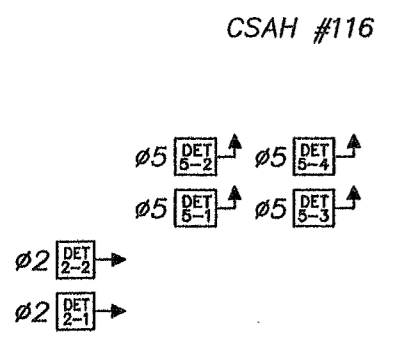 CSAH #116
ø5 DET 5-2 ø5 DET 5-4
ø5 DET 5-1 ø5 DET 5-3
ø2 DET 2-2
ø2 DET 2-1